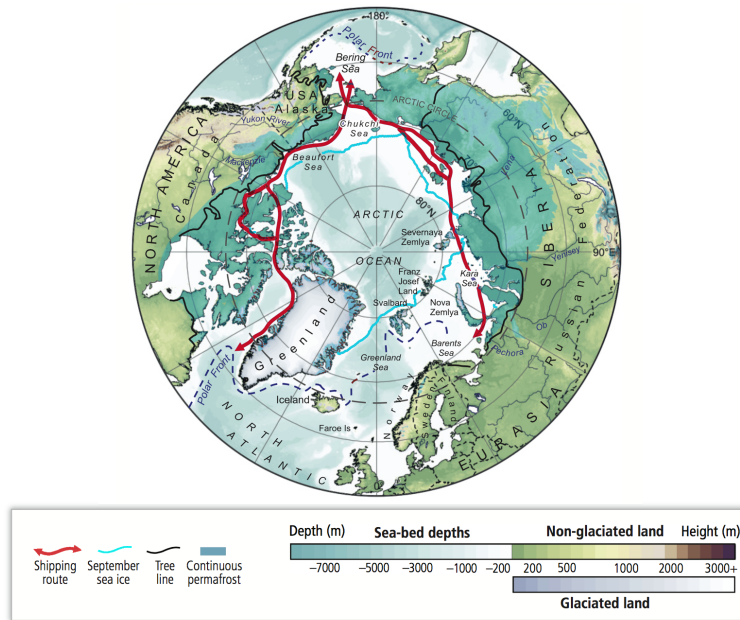 180°
Polar Front
Bering
Sea
USA
Alaska
ARCTIC CIRCLE
60°N
Yukon River
Chukchi
Sea
Mackenzie
Beaufort
Sea
Lena
NORTH AMERICA
Canada
ARCTIC
80°N
Severnaya
Zemlya
SIBERIA
Russian Federation
OCEAN
Yenisey
90°E
Franz
Josef
Land
Kara
Sea
Svalbard
Nova
Zemlya
Ob
Greenland
Barents
Sea
Pechora
Polar Front
Greenland
Sea
Iceland
Norway
Sweden
Finland
EURASIA
Faroe Is
NORTH
ATLANTIC
0°
Depth (m) Sea-bed depths Non-glaciated land Height (m)
Shipping
route
September
sea ice
Tree
line
Continuous
permafrost
−7000 −5000 −3000 −1000 −200 200 500 1000 2000 3000+
Glaciated land